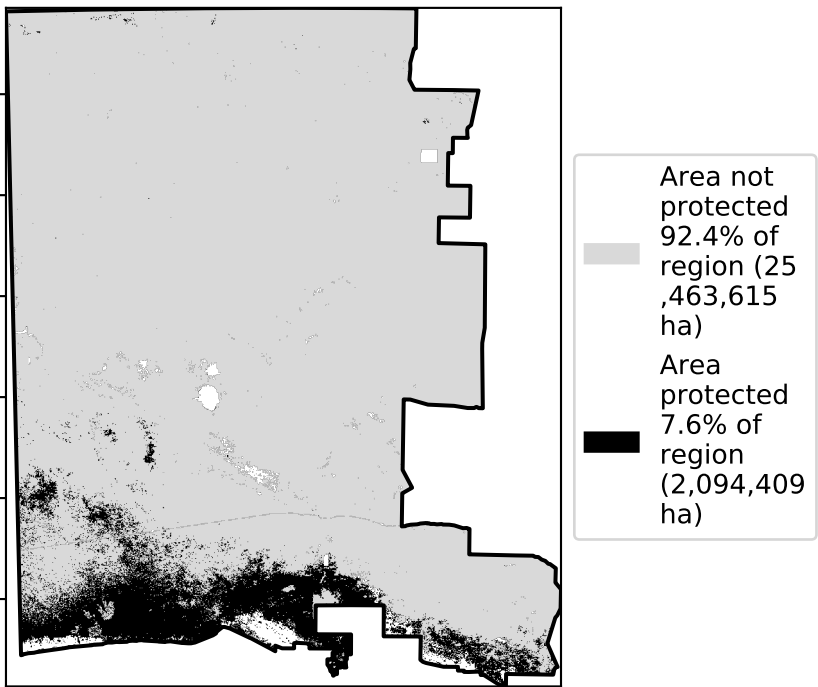 Area not
protected
92.4% of
region (25
,463,615
ha)
Area
protected
7.6% of
region
(2,094,409
ha)